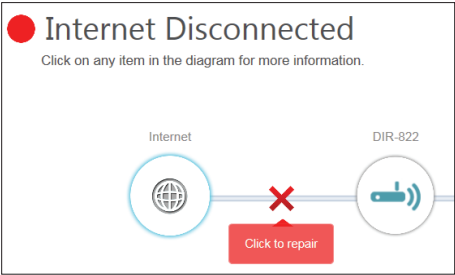 Internet Disconnected
Click on any item in the diagram for more information.
Internet
DIR-822
Click to repair